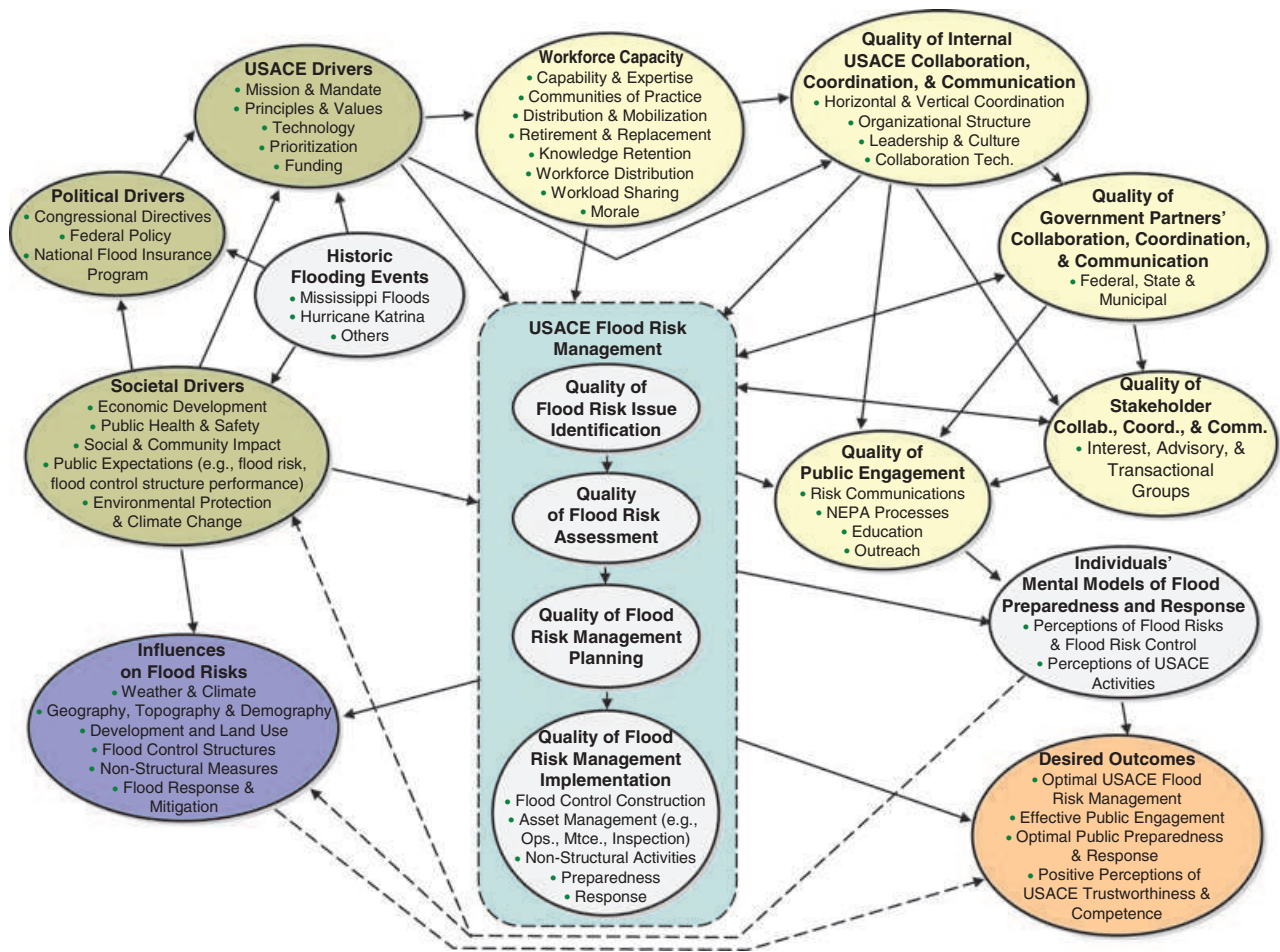 USACE Drivers
• Mission & Mandate
• Principles & Values
• Technology
• Prioritization
• Funding
Workforce Capacity
• Capability & Expertise
• Communities of Practice
• Distribution & Mobilization
• Retirement & Replacement
• Knowledge Retention
• Workforce Distribution
• Workload Sharing
• Morale
Quality of Internal
USACE Collaboration,
Coordination, & Communication
• Horizontal & Vertical Coordination
• Organizational Structure
• Leadership & Culture
• Collaboration Tech.
Political Drivers
• Congressional Directives
• Federal Policy
• National Flood Insurance
Program
Historic
Flooding Events
• Mississippi Floods
• Hurricane Katrina
• Others
Quality of
Government Partners’
Collaboration, Coordination,
& Communication
• Federal, State &
Municipal
Societal Drivers
• Economic Development
• Public Health & Safety
• Social & Community Impact
• Public Expectations (e.g., flood risk,
flood control structure performance)
• Environmental Protection
& Climate Change
USACE Flood Risk
Management
Quality of
Flood Risk Issue
Identification
Quality
of Flood Risk
Assessment
Quality of Flood
Risk Management
Planning
Quality of Flood
Risk Management
Implementation
• Flood Control Construction
• Asset Management (e.g.,
Ops., Mtce., Inspection)
• Non-Structural Activities
• Preparedness
• Response
Quality of
Stakeholder
Collab., Coord., & Comm.
• Interest, Advisory, &
Transactional
Groups
Quality of
Public Engagement
• Risk Communications
• NEPA Processes
• Education
• Outreach
Individuals’
Mental Models of Flood
Preparedness and Response
• Perceptions of Flood Risks
& Flood Risk Control
• Perceptions of USACE
Activities
Influences
on Flood Risks
• Weather & Climate
• Geography, Topography & Demography
• Development and Land Use
• Flood Control Structures
• Non-Structural Measures
• Flood Response &
Mitigation
Desired Outcomes
• Optimal USACE Flood
Risk Management
• Effective Public Engagement
• Optimal Public Preparedness
& Response
• Positive Perceptions of
USACE Trustworthiness &
Competence